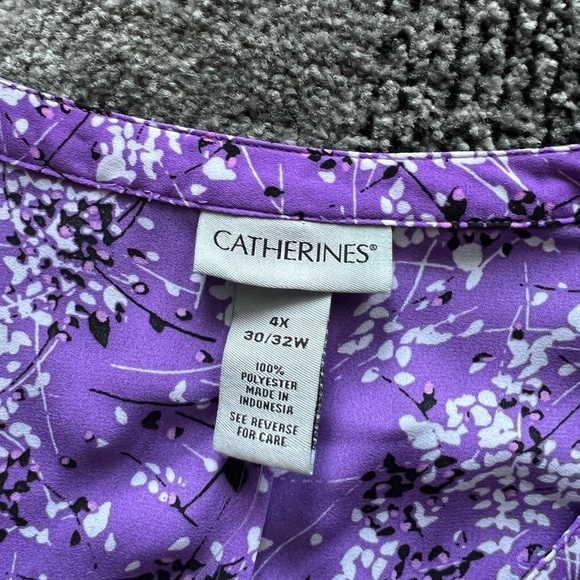 CATHERINES®
4X
30/32W
100%
POLYESTER
MADE IN
INDONESIA
SEE REVERSE
FOR CARE